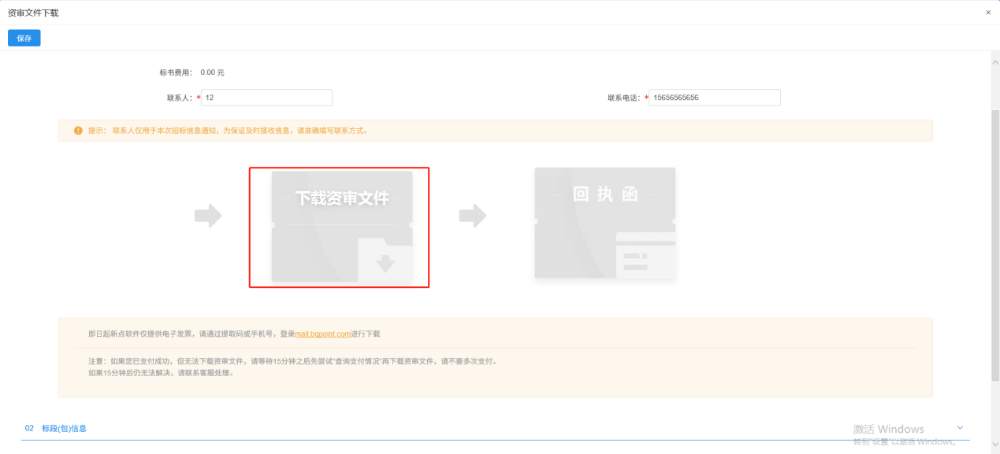 资审文件下载
×
保存
标书费用： 0.00 元
联系人： * 12
联系电话： * 15656565656
提示： 联系人仅用于本次招标信息通知，为保证及时接收信息，请准确填写联系方式。
下载资审文件
回执函
即日起新点软件仅提供电子发票，请通过提取码或手机号，登录mall.bqpoint.com进行下载
注意：如果您已支付成功，但无法下载资审文件，请等待15分钟之后先尝试“查询支付情况”再下载资审文件，请不要多次支付。
如果15分钟后仍无法解决，请联系客服处理。
02 标段(包)信息
激活 Windows
转到“设置”以激活 Windows。